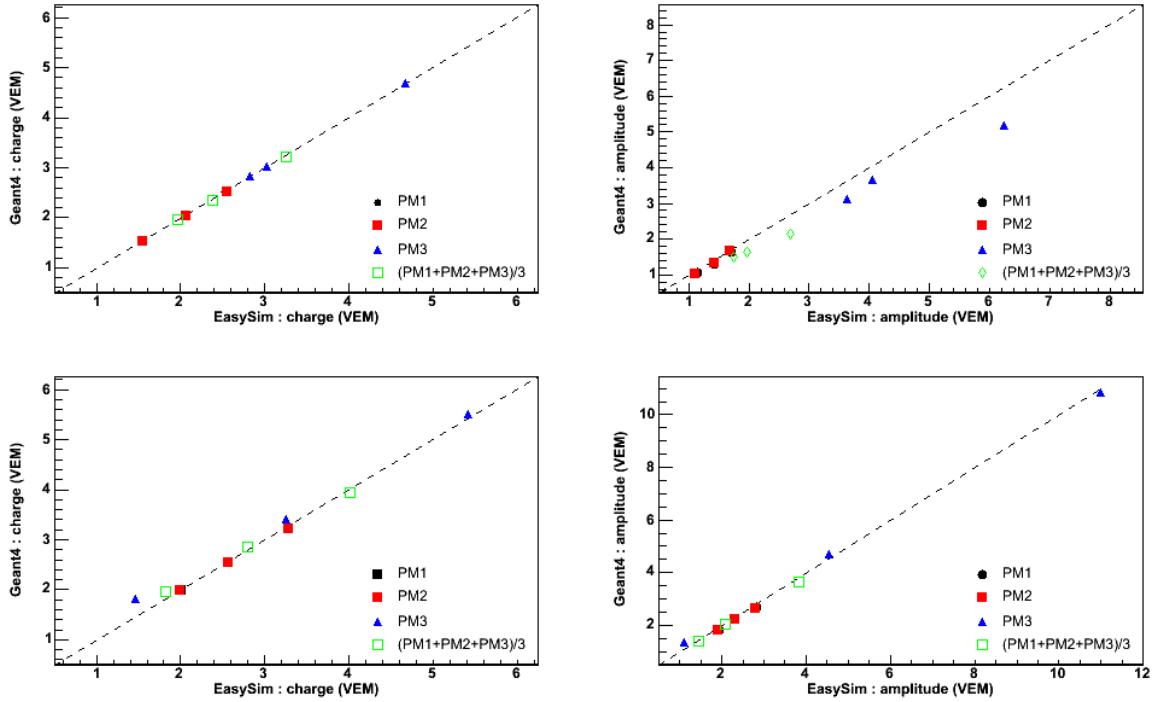 6
5
4
3
2
1
Geant4 : charge (VEM)
PM1
PM2
PM3
(PM1+PM2+PM3)/3
1 2 3 4 5 6
EasySim : charge (VEM)
8
7
6
5
4
3
2
1
Geant4 : amplitude (VEM)
PM1
PM2
PM3
(PM1+PM2+PM3)/3
1 2 3 4 5 6 7 8
EasySim : amplitude (VEM)
6
5
4
3
2
1
Geant4 : charge (VEM)
PM1
PM2
PM3
(PM1+PM2+PM3)/3
1 2 3 4 5 6
EasySim : charge (VEM)
10
8
6
4
2
Geant4 : amplitude (VEM)
PM1
PM2
PM3
(PM1+PM2+PM3)/3
2 4 6 8 10 12
EasySim : amplitude (VEM)